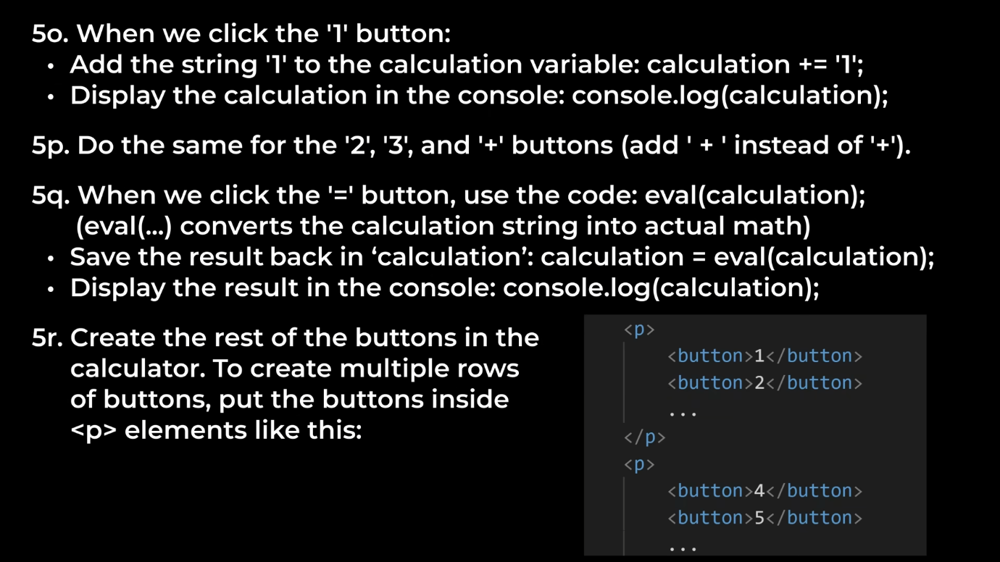 5o. When we click the '1' button:
• Add the string '1' to the calculation variable: calculation += '1';
• Display the calculation in the console: console.log(calculation);
5p. Do the same for the '2', '3', and '+' buttons (add ' + ' instead of '+').
5q. When we click the '=' button, use the code: eval(calculation);
(eval(...) converts the calculation string into actual math)
• Save the result back in ‘calculation’: calculation = eval(calculation);
• Display the result in the console: console.log(calculation);
5r. Create the rest of the buttons in the
calculator. To create multiple rows
of buttons, put the buttons inside
<p> elements like this:
<p>
<button>1</button>
<button>2</button>
...
</p>
<p>
<button>4</button>
<button>5</button>
...